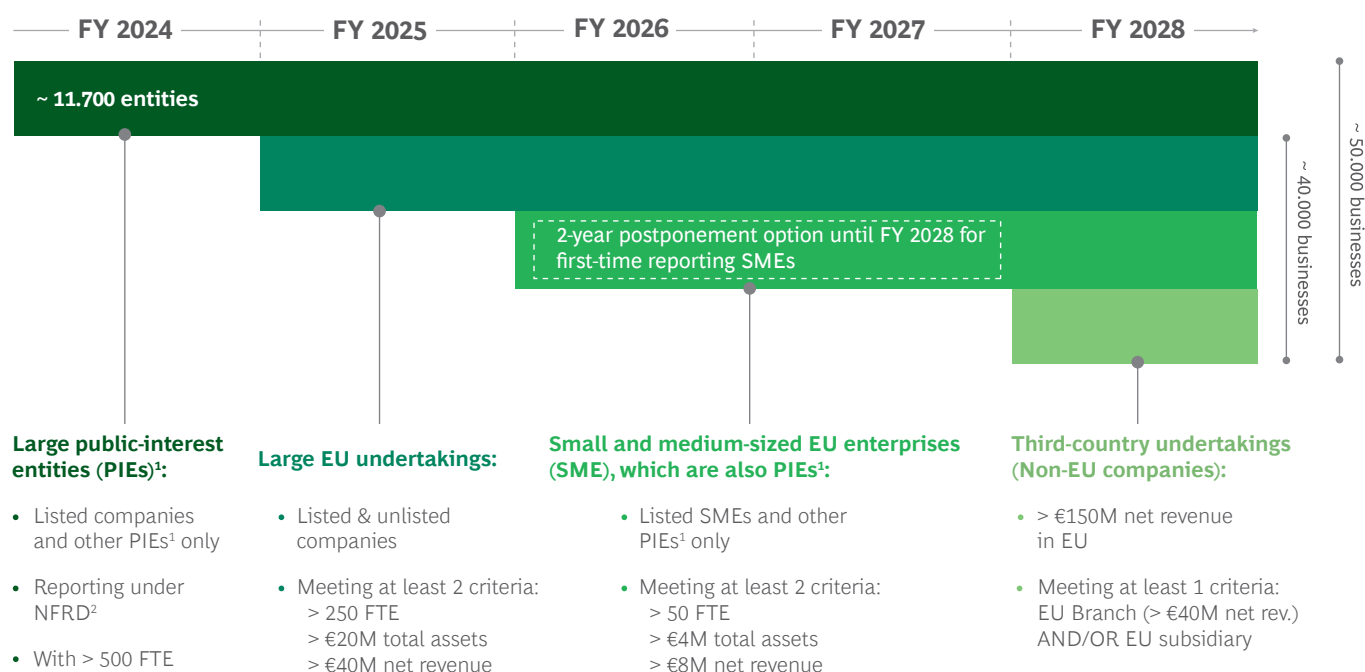 FY 2024
FY 2025
FY 2026
FY 2027
FY 2028
~ 11.700 entities
2-year postponement option until FY 2028 for
first-time reporting SMEs
~ 40.000 businesses
~ 50.000 businesses
Large public-interest
entities (PIEs)¹:
• Listed companies
and other PIEs¹ only
• Reporting under
NFRD²
• With > 500 FTE
Large EU undertakings:
• Listed & unlisted
companies
• Meeting at least 2 criteria:
> 250 FTE
> €20M total assets
> €40M net revenue
Small and medium-sized EU enterprises
(SME), which are also PIEs¹:
• Listed SMEs and other
PIEs¹ only
• Meeting at least 2 criteria:
> 50 FTE
> €4M total assets
> €8M net revenue
Third-country undertakings
(Non-EU companies):
• > €150M net revenue
in EU
• Meeting at least 1 criteria:
EU Branch (> €40M net rev.)
AND/OR EU subsidiary